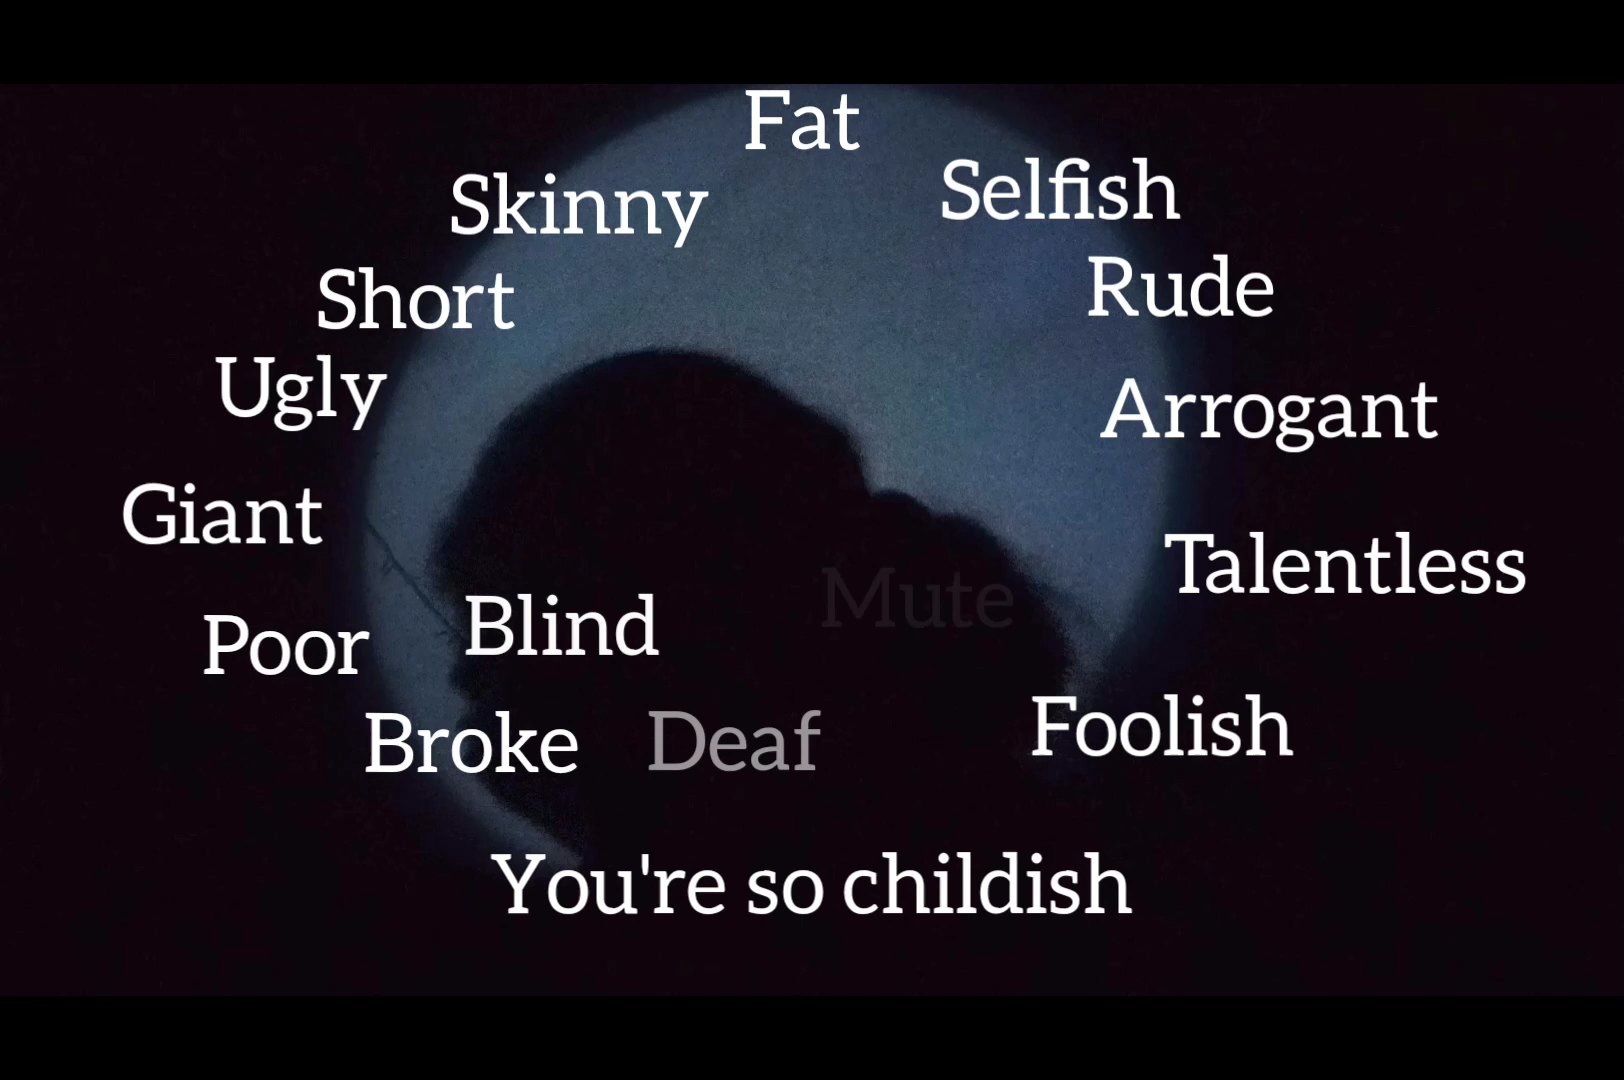 Fat
Skinny
Selfish
Short
Rude
Ugly
Arrogant
Giant
Talentless
Poor
Blind
Mute
Broke
Deaf
Foolish
You're so childish